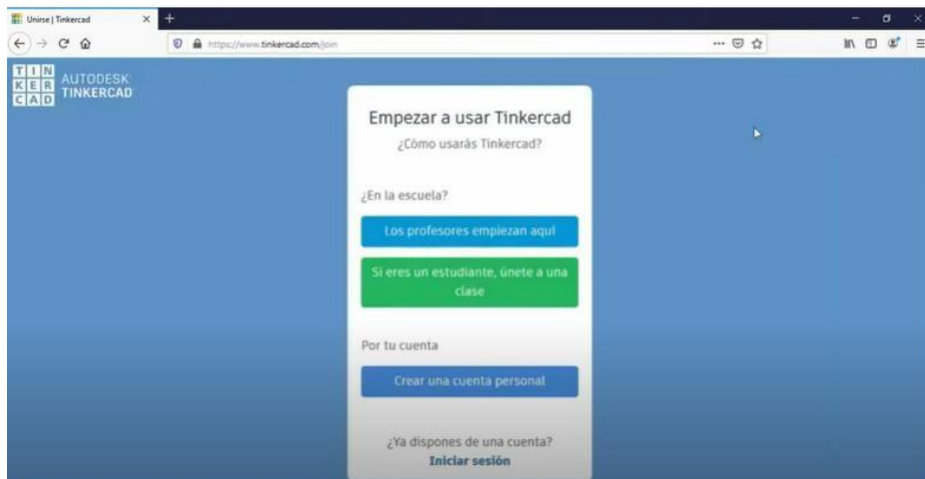 Unirse | Tinkercad
https://www.tinkercad.com/join
TIN
KER
CAD
AUTODESK
TINKERCAD
Empezar a usar Tinkercad
¿Cómo usarás Tinkercad?
¿En la escuela?
Los profesores empiezan aquí
Si eres un estudiante, únete a una
clase
Por tu cuenta
Crear una cuenta personal
¿Ya dispones de una cuenta?
Iniciar sesión